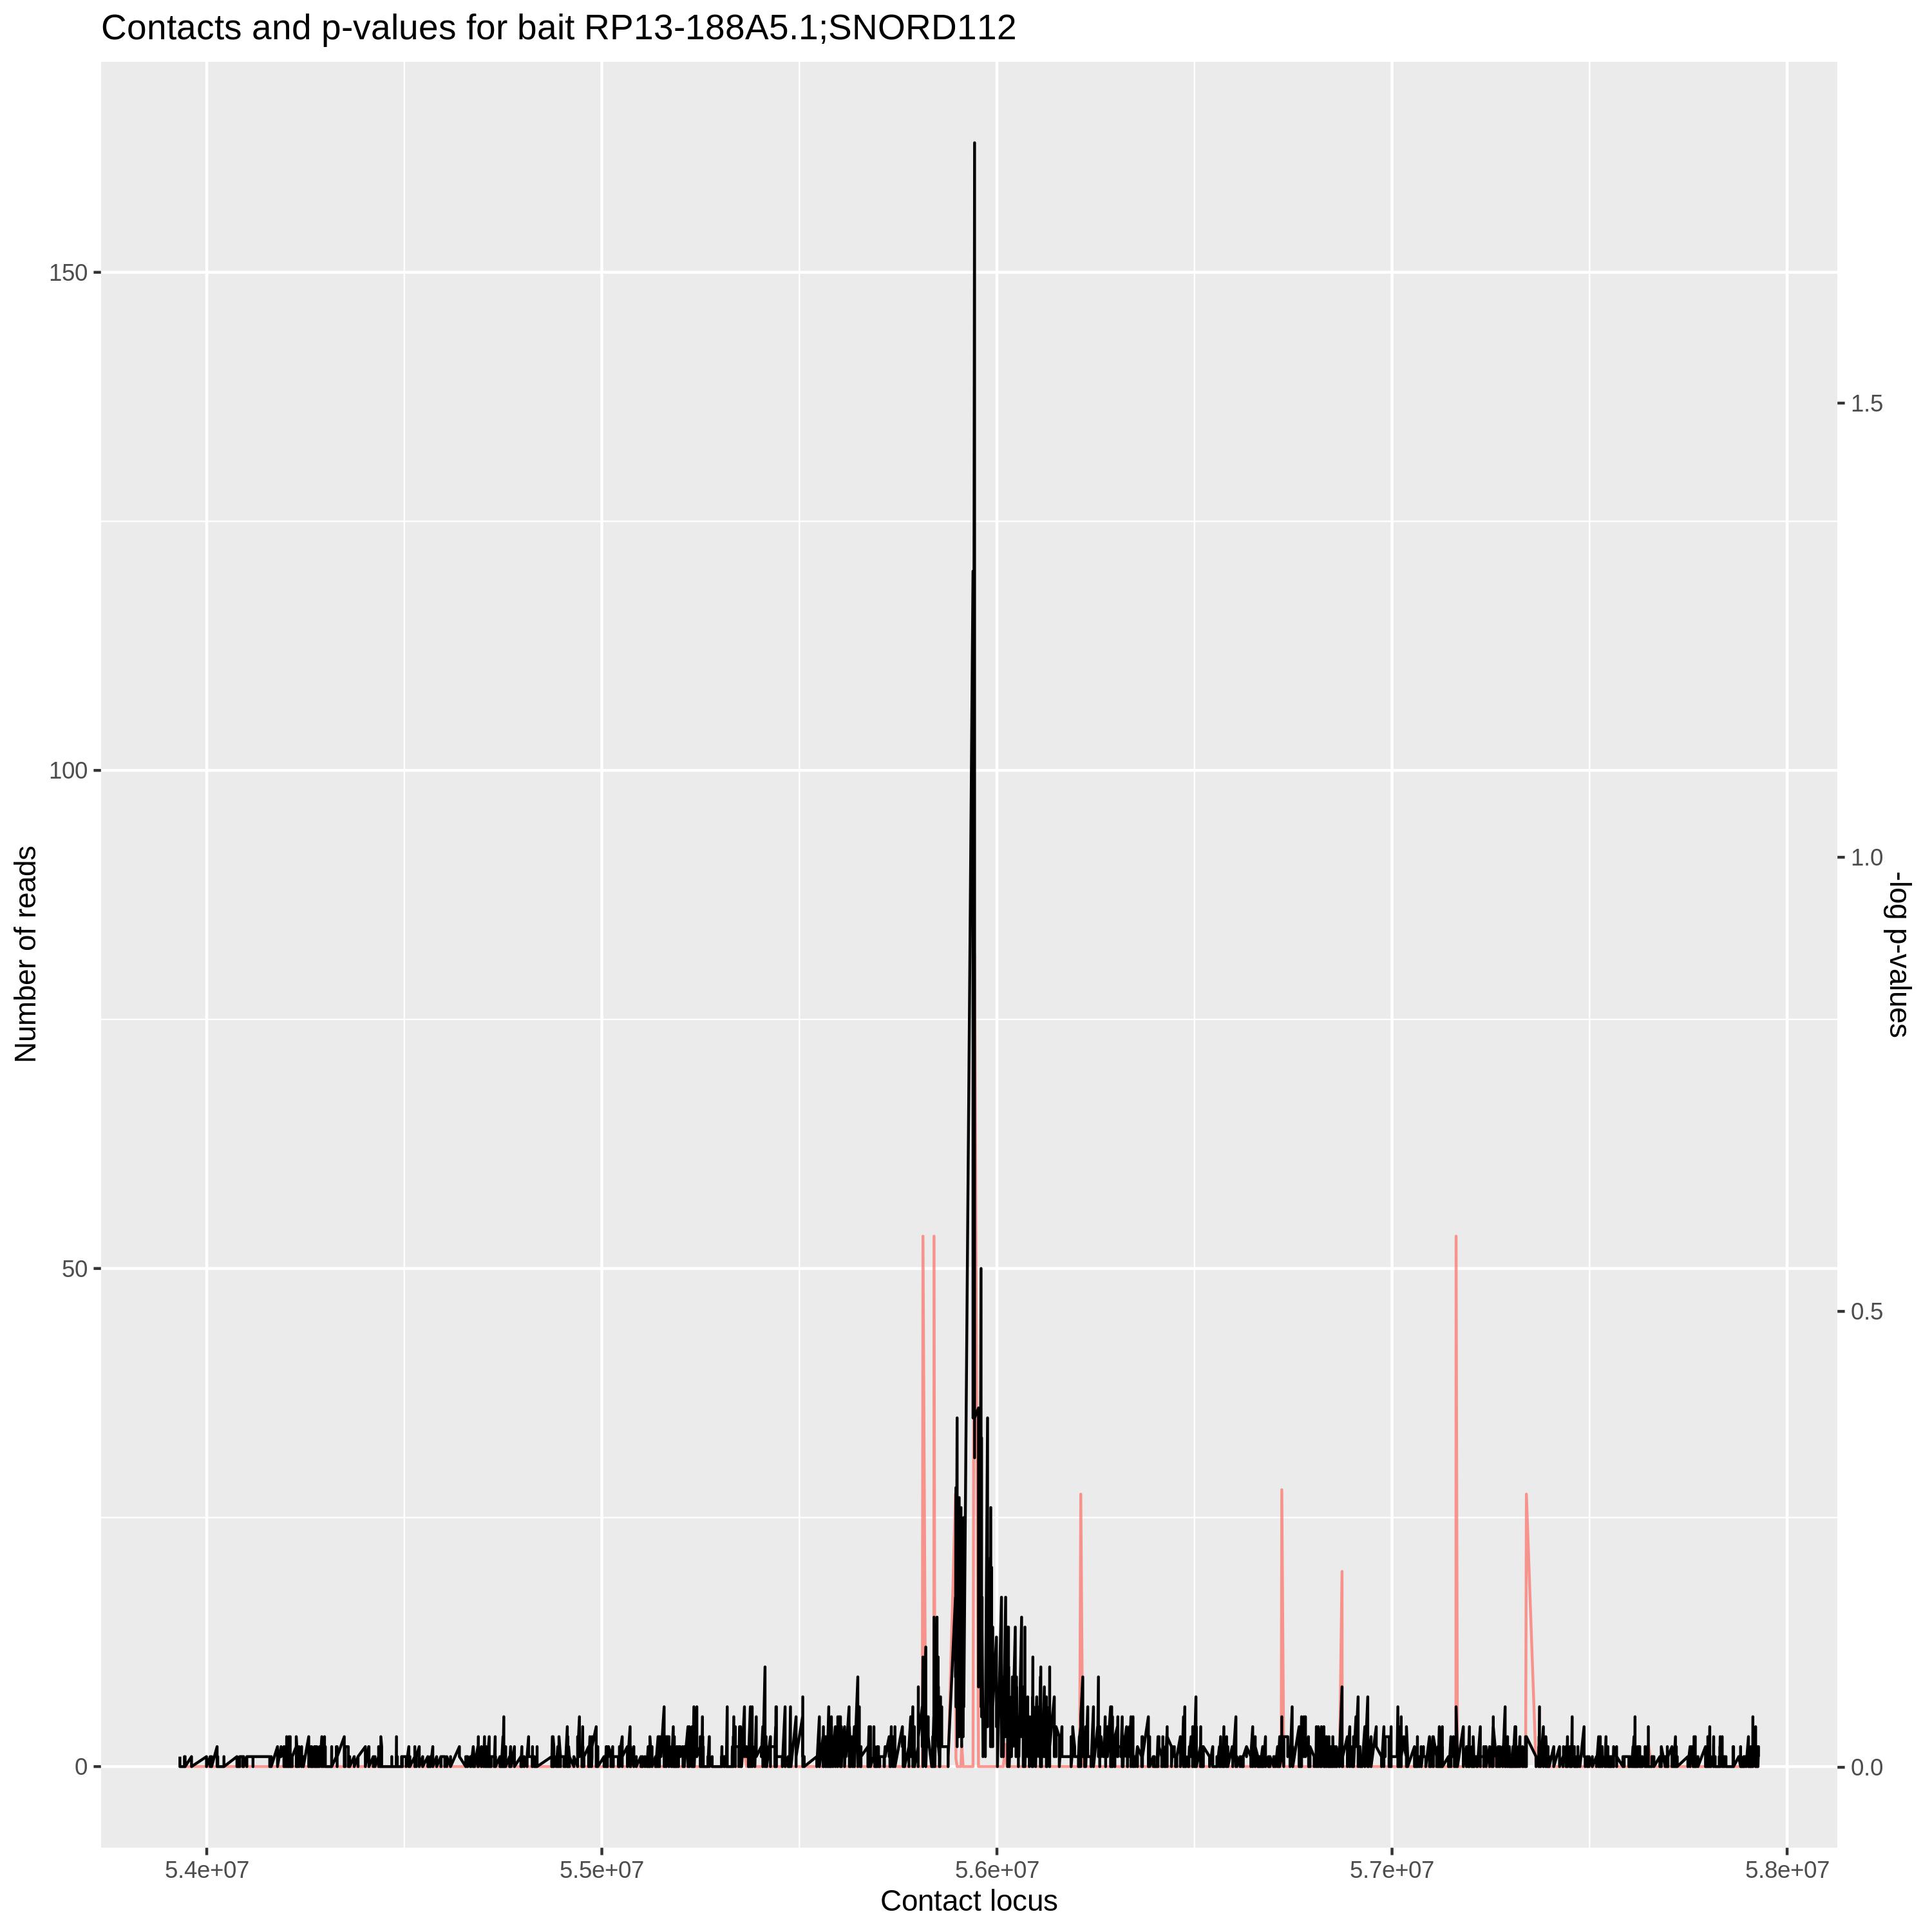 Contacts and p-values for bait RP13-188A5.1;SNORD112
150
100
50
0
Number of reads
1.5
1.0
0.5
0.0
-log p-values
5.4e+07
5.5e+07
5.6e+07
5.7e+07
5.8e+07
Contact locus